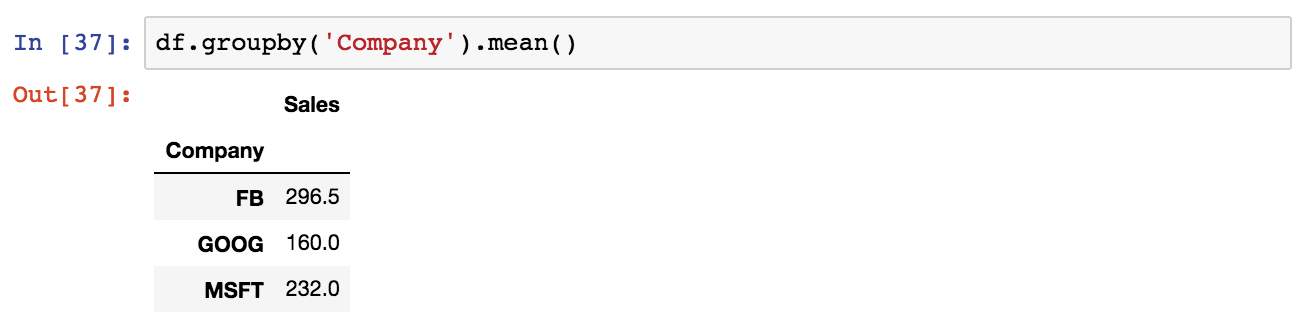 In [37]: df.groupby('Company').mean()
Out[37]:
Sales
Company
FB 296.5
GOOG 160.0
MSFT 232.0